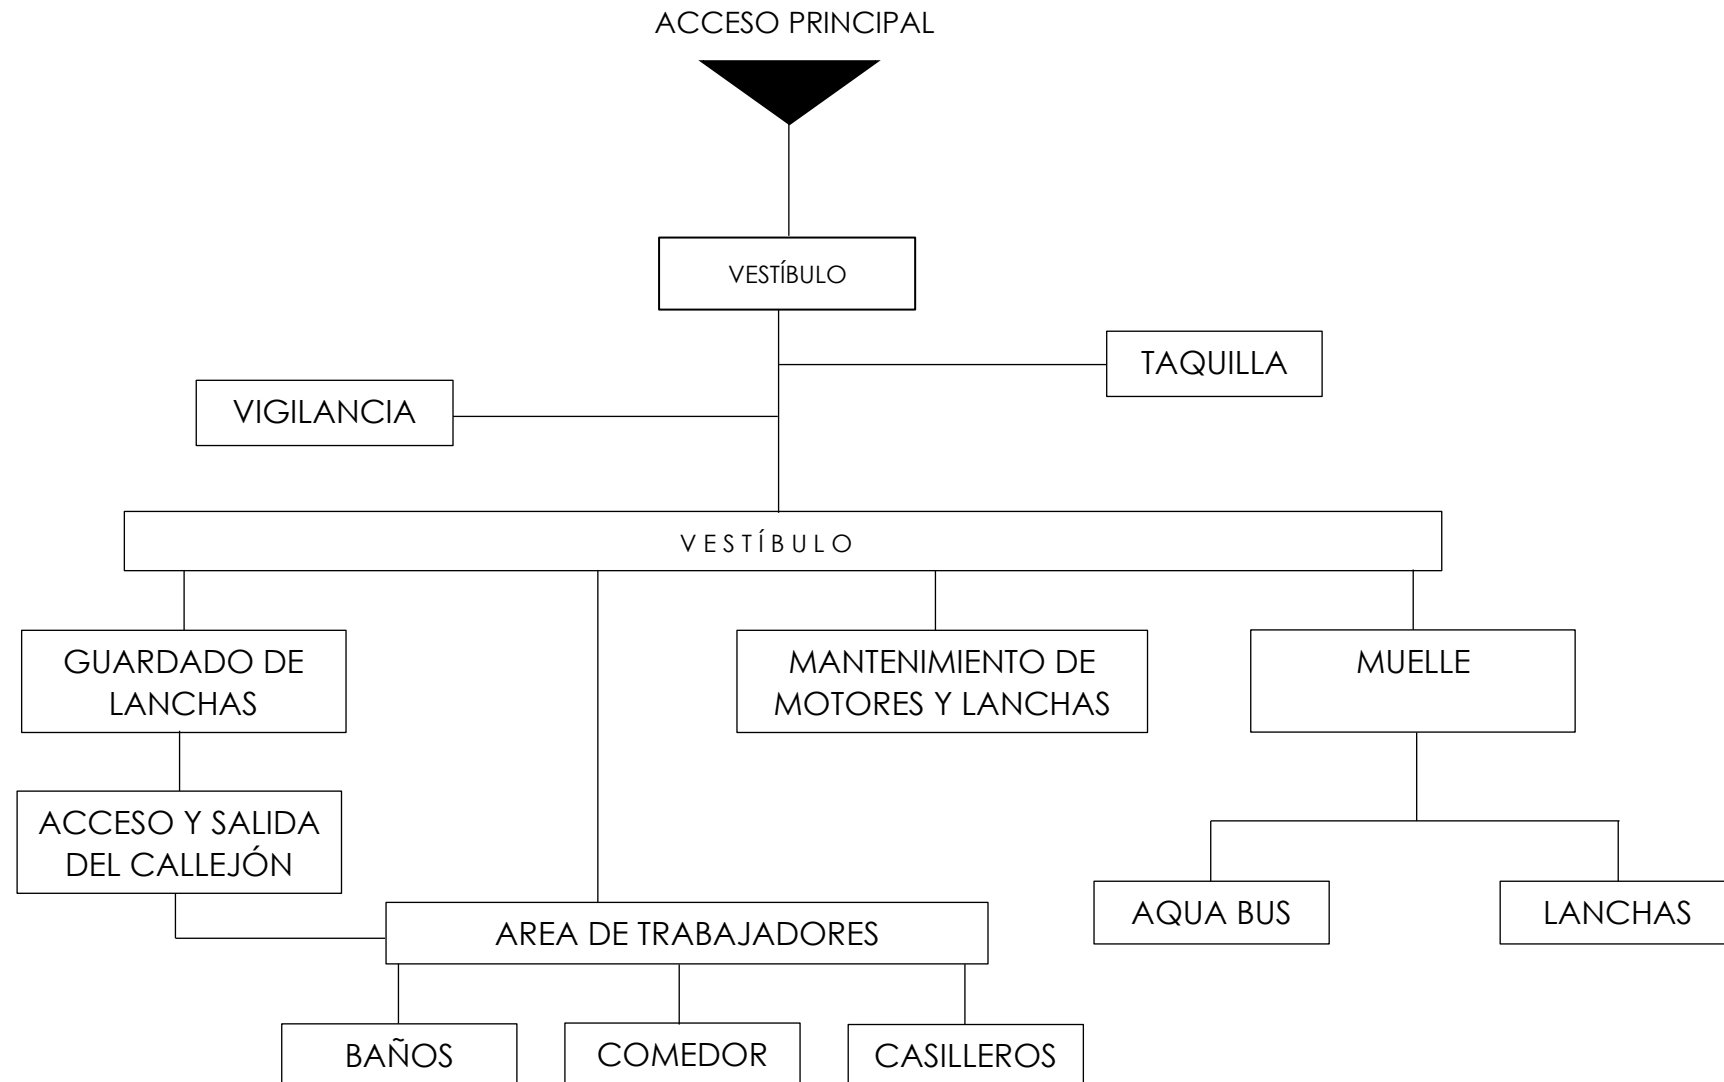 ACCESO PRINCIPAL
VESTÍBULO
TAQUILLA
VIGILANCIA
VESTÍBULO
GUARDADO DE
LANCHAS
MANTENIMIENTO DE
MOTORES Y LANCHAS
MUELLE
ACCESO Y SALIDA
DEL CALLEJÓN
AQUA BUS
LANCHAS
AREA DE TRABAJADORES
BAÑOS
COMEDOR
CASILLEROS